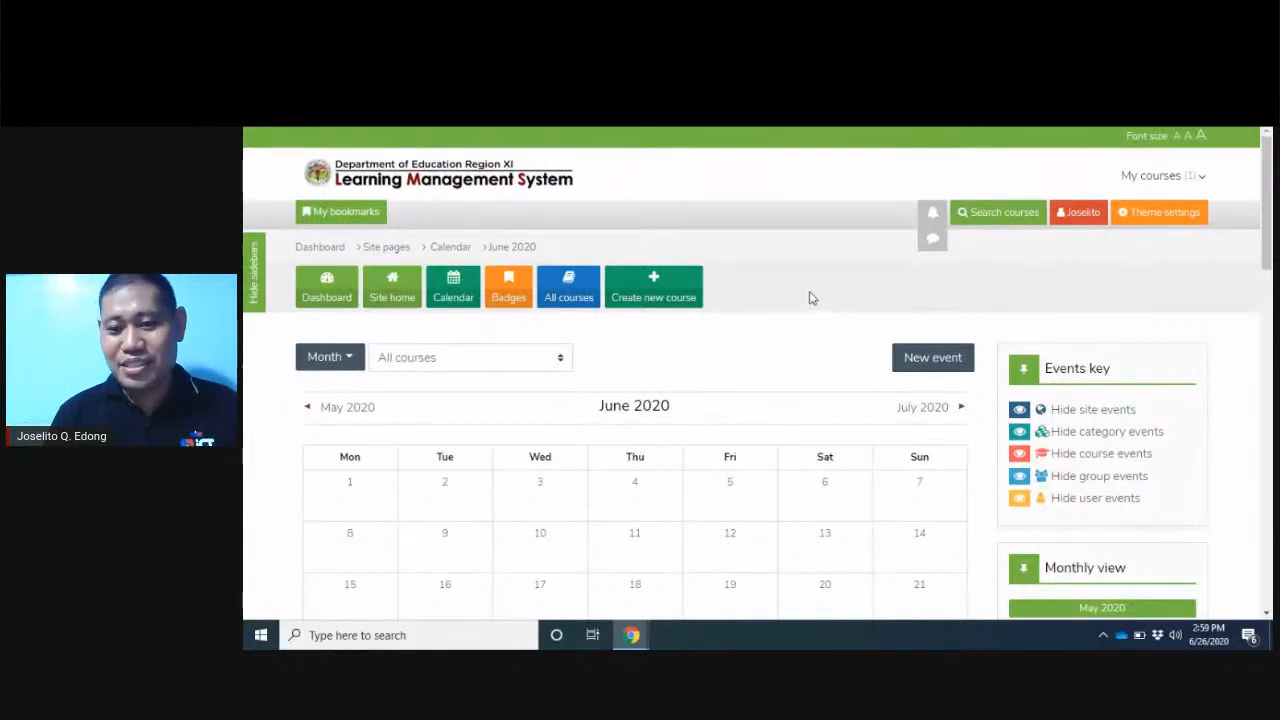 Font size A A A
Department of Education Region XI
Learning Management System
My courses (1)
My bookmarks
Search courses
Joselito
Theme settings
Hide sidebars
Dashboard > Site pages > Calendar > June 2020
Dashboard
Site home
Calendar
Badges
All courses
Create new course
Month
All courses
New event
May 2020
June 2020
July 2020
Mon Tue Wed Thu Fri Sat Sun
1 2 3 4 5 6 7
8 9 10 11 12 13 14
15 16 17 18 19 20 21
Events key
Hide site events
Hide category events
Hide course events
Hide group events
Hide user events
Monthly view
May 2020
Joselito Q. Edong
Type here to search
2:59 PM
6/26/2020
6